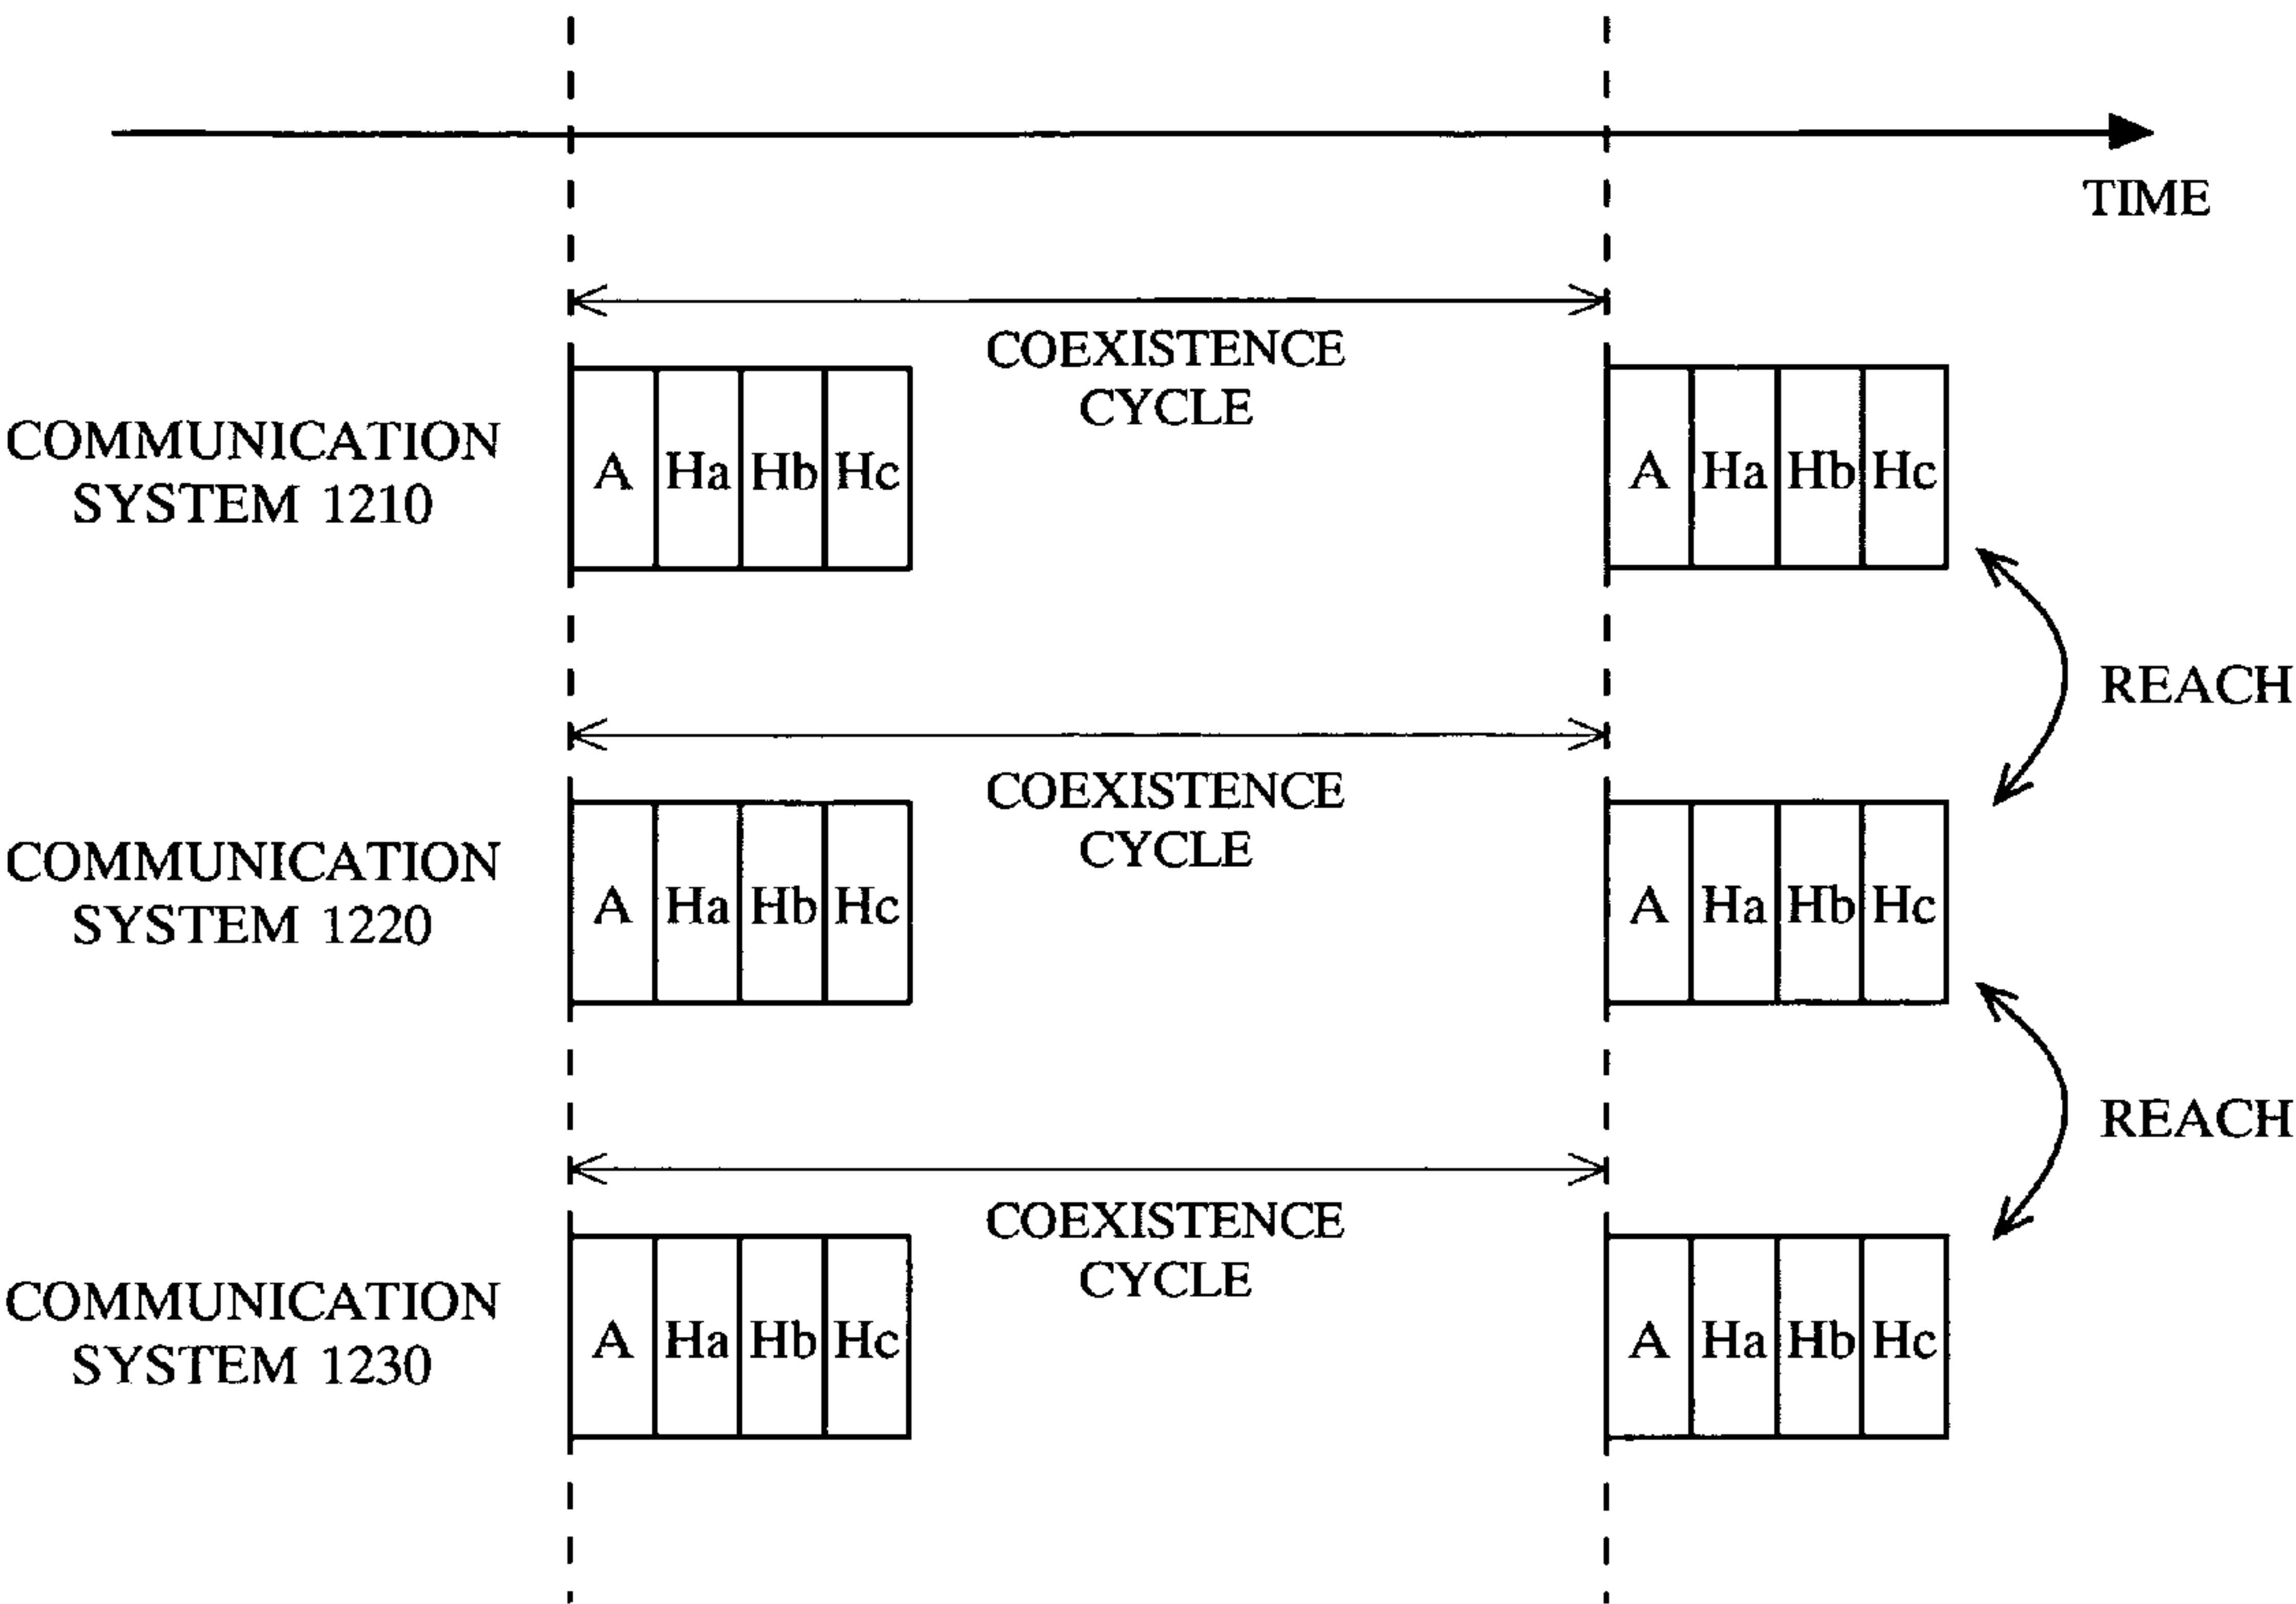 TIME
COEXISTENCE
CYCLE
COMMUNICATION
SYSTEM 1210
A Ha Hb Hc
A Ha Hb Hc
REACH
COEXISTENCE
CYCLE
COMMUNICATION
SYSTEM 1220
A Ha Hb Hc
A Ha Hb Hc
REACH
COEXISTENCE
CYCLE
COMMUNICATION
SYSTEM 1230
A Ha Hb Hc
A Ha Hb Hc